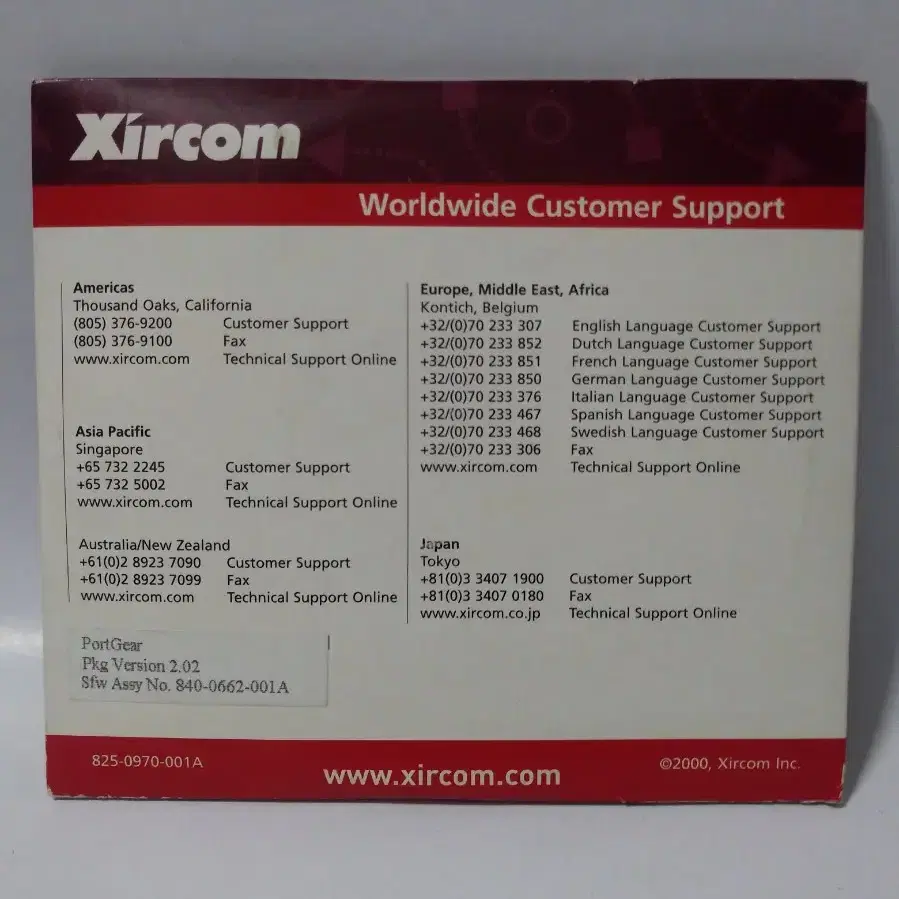 Xircom
Worldwide Customer Support
Americas
Thousand Oaks, California
(805) 376-9200 Customer Support
(805) 376-9100 Fax
www.xircom.com Technical Support Online
Asia Pacific
Singapore
+65 732 2245 Customer Support
+65 732 5002 Fax
www.xircom.com Technical Support Online
Australia/New Zealand
+61(0)2 8923 7090 Customer Support
+61(0)2 8923 7099 Fax
www.xircom.com Technical Support Online
Europe, Middle East, Africa
Kontich, Belgium
+32/(0)70 233 307 English Language Customer Support
+32/(0)70 233 852 Dutch Language Customer Support
+32/(0)70 233 851 French Language Customer Support
+32/(0)70 233 850 German Language Customer Support
+32/(0)70 233 376 Italian Language Customer Support
+32/(0)70 233 467 Spanish Language Customer Support
+32/(0)70 233 468 Swedish Language Customer Support
+32/(0)70 233 306 Fax
www.xircom.com Technical Support Online
Japan
Tokyo
+81(0)3 3407 1900 Customer Support
+81(0)3 3407 0180 Fax
www.xircom.co.jp Technical Support Online
PortGear
Pkg Version 2.02
Sfw Assy No. 840-0662-001A
825-0970-001A
www.xircom.com
©2000, Xircom Inc.